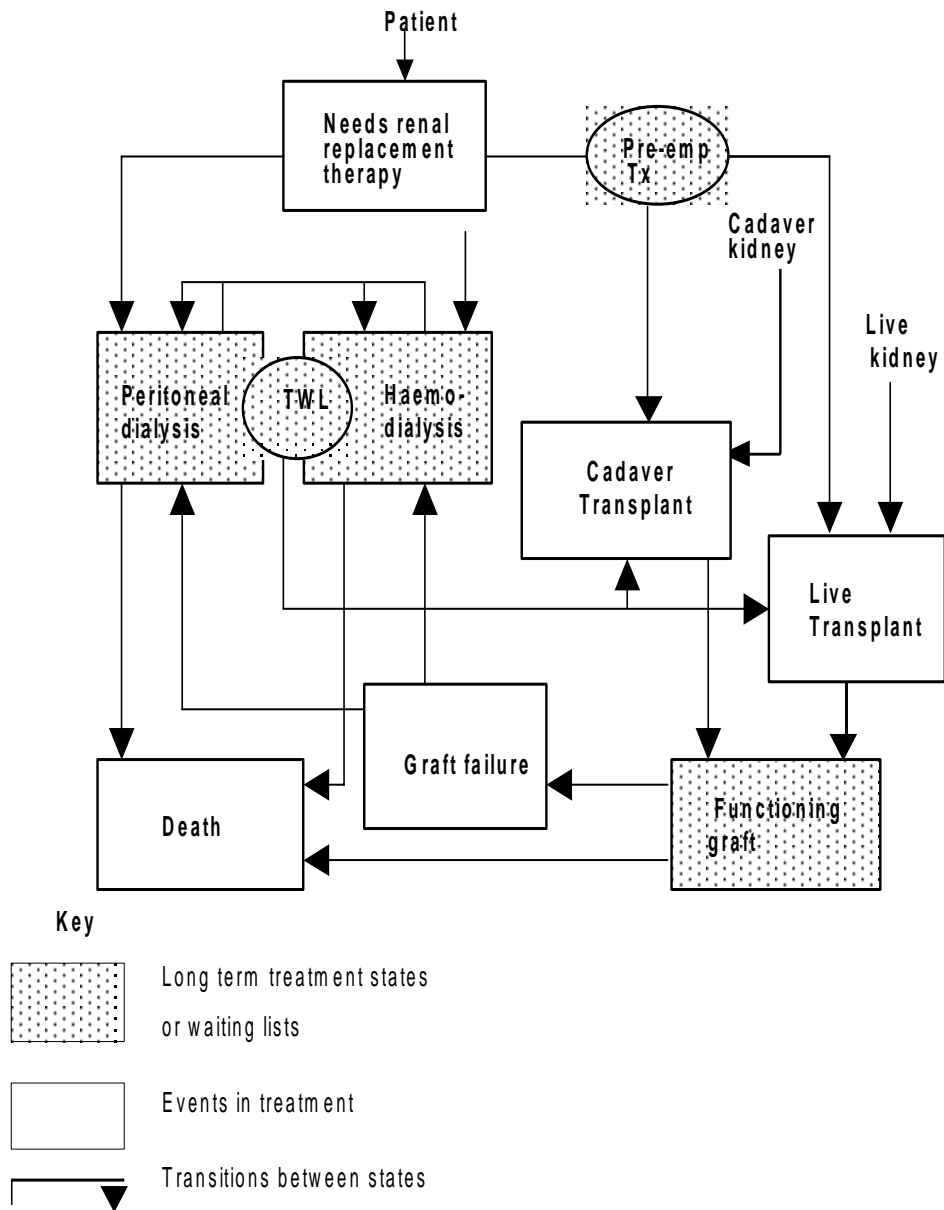 Patient
Needs renal
replacement
therapy
Pre-emp
Tx
Cadaver
kidney
Live
kidney
Peritoneal
dialysis
TWL
Haemo-
dialysis
Cadaver
Transplant
Live
Transplant
Graft failure
Death
Functioning
graft
Key
Long term treatment states
or waiting lists
Events in treatment
Transitions between states